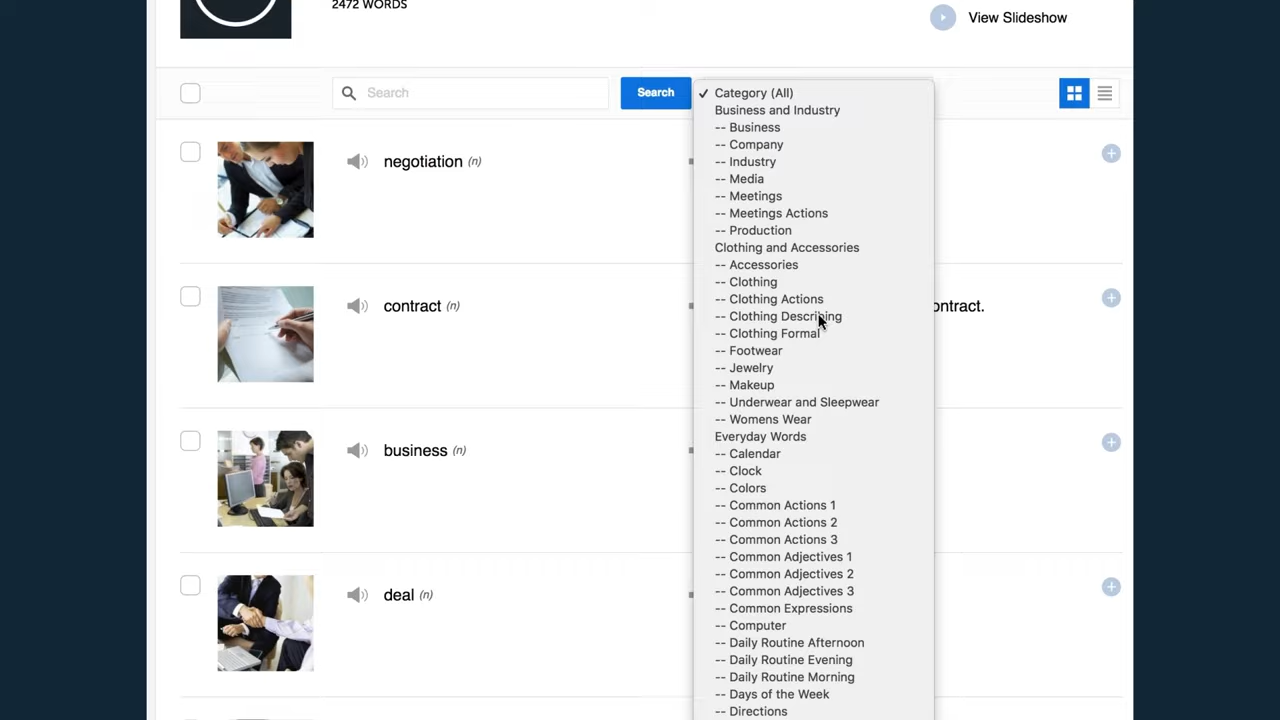 2472 WORDS
View Slideshow
Search
Search
✓ Category (All)
Business and Industry
-- Business
-- Company
-- Industry
-- Media
-- Meetings
-- Meetings Actions
-- Production
Clothing and Accessories
-- Accessories
-- Clothing
-- Clothing Actions
-- Clothing Describing
-- Clothing Formal
-- Footwear
-- Jewelry
-- Makeup
-- Underwear and Sleepwear
-- Womens Wear
Everyday Words
-- Calendar
-- Clock
-- Colors
-- Common Actions 1
-- Common Actions 2
-- Common Actions 3
-- Common Adjectives 1
-- Common Adjectives 2
-- Common Adjectives 3
-- Common Expressions
-- Computer
-- Daily Routine Afternoon
-- Daily Routine Evening
-- Daily Routine Morning
-- Days of the Week
-- Directions
negotiation (n)
contract (n)
ontract.
business (n)
deal (n)